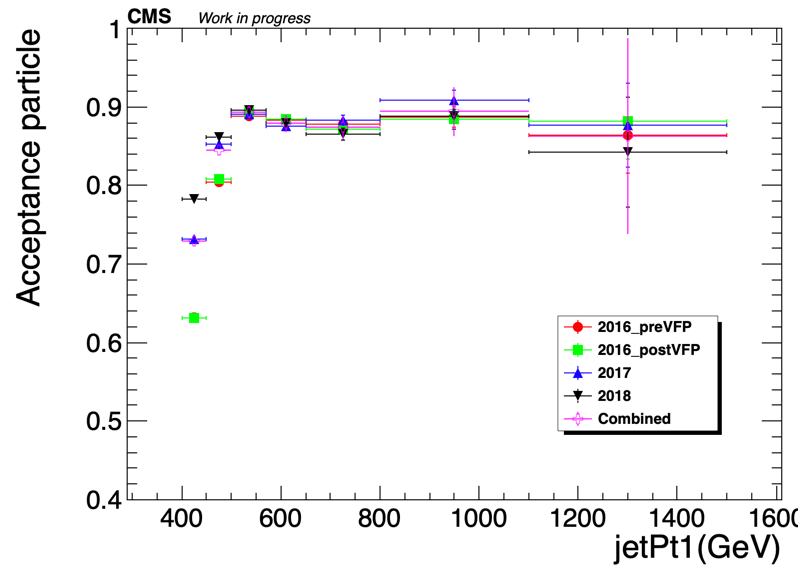 CMS Work in progress
Acceptance particle
1
0.9
0.8
0.7
0.6
0.5
0.4
2016_preVFP
2016_postVFP
2017
2018
Combined
400 600 800 1000 1200 1400 1600
jetPt1(GeV)